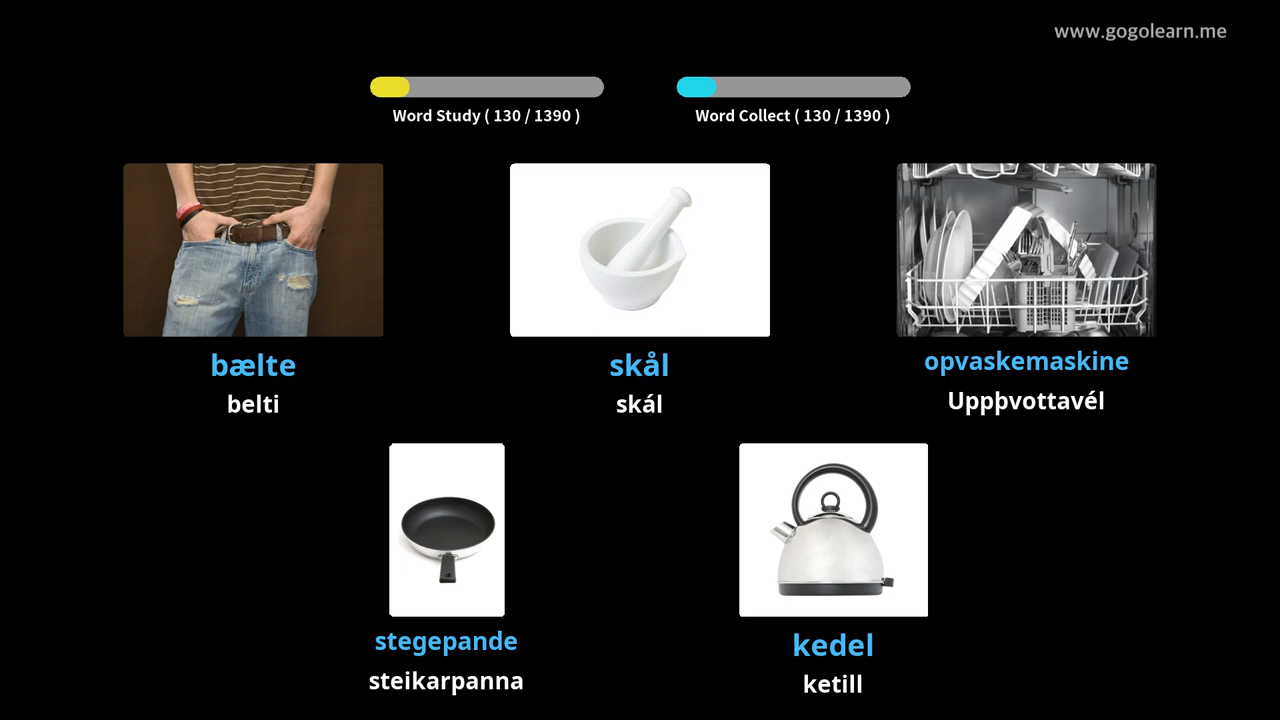 www.gogolearn.me
Word Study ( 130 / 1390 )
Word Collect ( 130 / 1390 )
bælte
belti
skål
skál
opvaskemaskine
Uppþvottavél
stegepande
steikarpanna
kedel
ketill